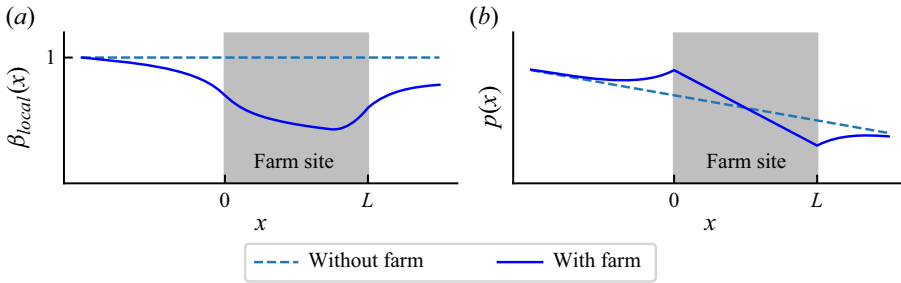 (a)
1
β_local(x)
Farm site
0
L
x
(b)
p(x)
Farm site
0
L
x
Without farm
With farm